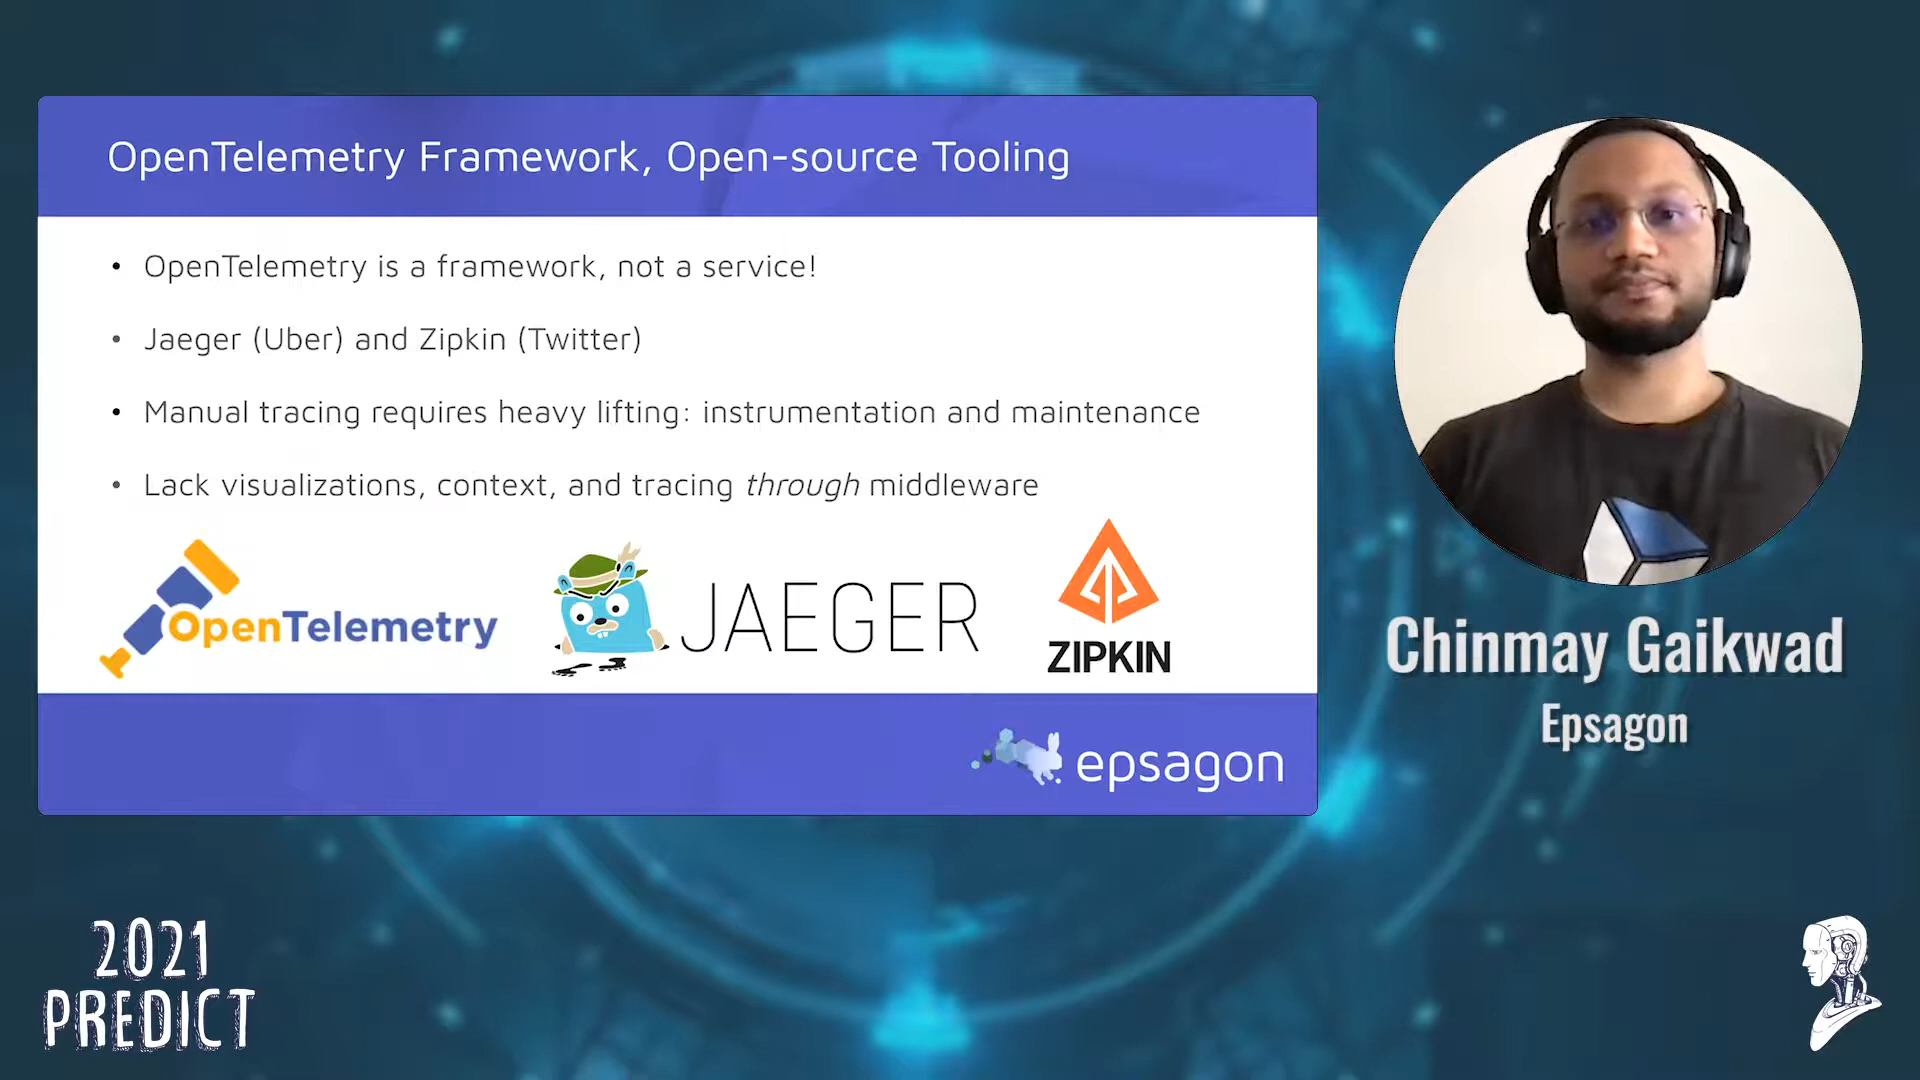 OpenTelemetry Framework, Open-source Tooling
• OpenTelemetry is a framework, not a service!
• Jaeger (Uber) and Zipkin (Twitter)
• Manual tracing requires heavy lifting: instrumentation and maintenance
• Lack visualizations, context, and tracing through middleware
OpenTelemetry
JAEGER
ZIPKIN
epsagon
Chinmay Gaikwad
Epsagon
2021
PREDICT